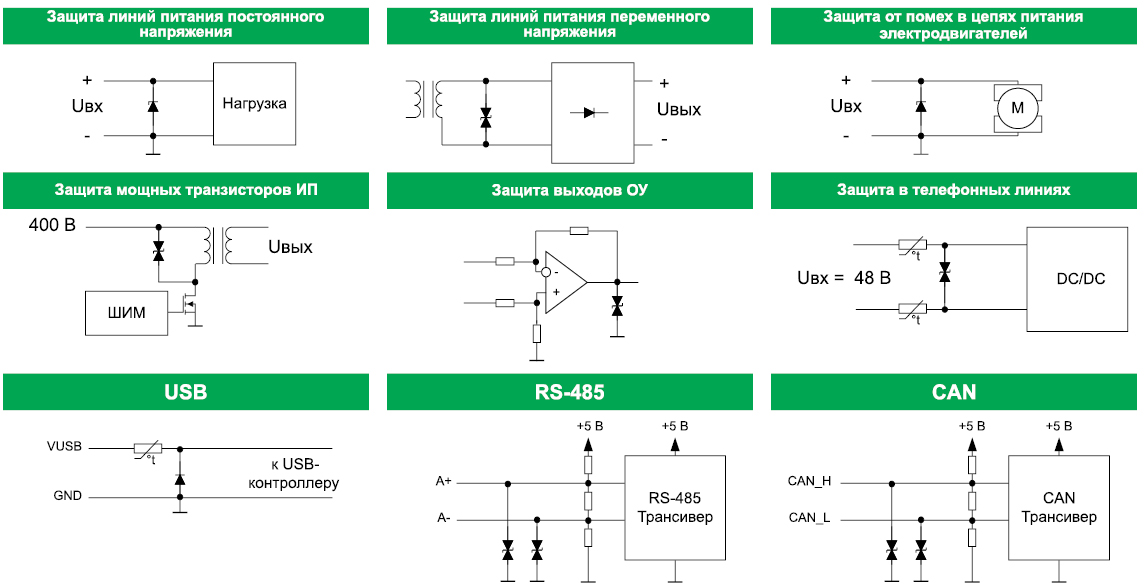 Защита линий питания постоянного
напряжения
Защита линий питания переменного
напряжения
Защита от помех в цепях питания
электродвигателей
+
Uвх
-
Нагрузка
+
Uвых
-
+
Uвх
-
M
Защита мощных транзисторов ИП
Защита выходов ОУ
Защита в телефонных линиях
400 В
Uвых
ШИМ
-
+
t
Uвх = 48 В
t
DC/DC
USB
RS-485
CAN
VUSB
t
к USB-
контроллеру
GND
+5 В
+5 В
A+
A-
RS-485
Трансивер
+5 В
+5 В
CAN_H
CAN_L
CAN
Трансивер